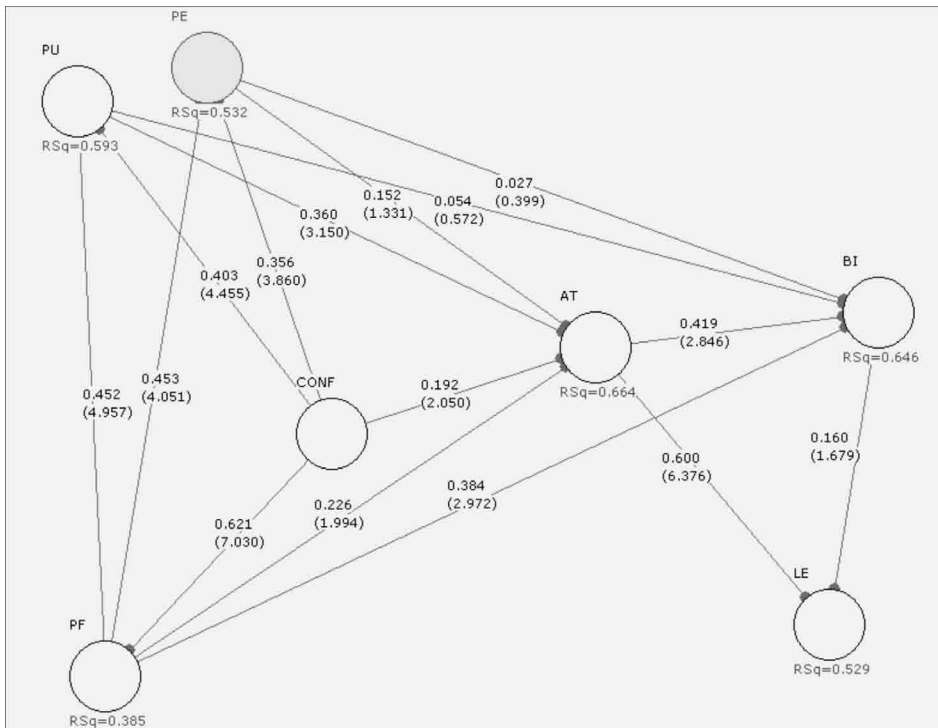 PE
PU
RSq=0.532
RSq=0.593
0.027
(0.399)
0.152
(1.331)
0.054
(0.572)
0.360
(3.150)
0.356
(3.860)
0.403
(4.455)
BI
AT
0.419
(2.846)
RSq=0.646
0.453
(4.051)
CONF
0.192
(2.050)
RSq=0.664
0.452
(4.957)
0.160
(1.679)
0.600
(6.376)
0.384
(2.972)
0.226
(1.994)
0.621
(7.030)
LE
PF
RSq=0.529
RSq=0.385